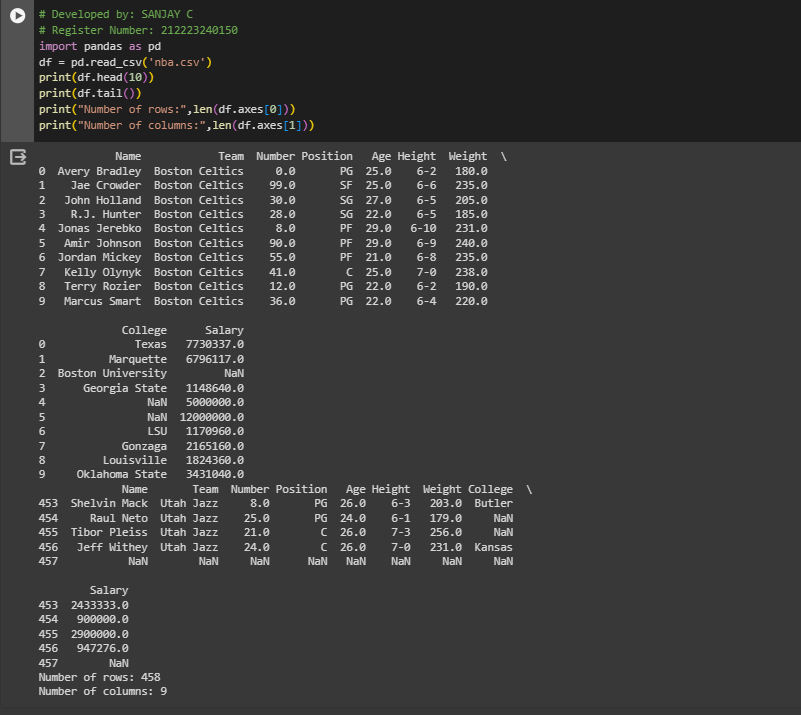 # Developed by: SANJAY C
# Register Number: 212223240150
import pandas as pd
df = pd.read_csv('nba.csv')
print(df.head(10))
print(df.tail())
print("Number of rows:",len(df.axes[0]))
print("Number of columns:",len(df.axes[1]))
            Name            Team  Number Position   Age Height  Weight  \
0  Avery Bradley  Boston Celtics     0.0       PG  25.0    6-2   180.0
1    Jae Crowder  Boston Celtics    99.0       SF  25.0    6-6   235.0
2   John Holland  Boston Celtics    30.0       SG  27.0    6-5   205.0
3    R.J. Hunter  Boston Celtics    28.0       SG  22.0    6-5   185.0
4  Jonas Jerebko  Boston Celtics     8.0       PF  29.0   6-10   231.0
5   Amir Johnson  Boston Celtics    90.0       PF  29.0    6-9   240.0
6  Jordan Mickey  Boston Celtics    55.0       PF  21.0    6-8   235.0
7   Kelly Olynyk  Boston Celtics    41.0        C  25.0    7-0   238.0
8   Terry Rozier  Boston Celtics    12.0       PG  22.0    6-2   190.0
9   Marcus Smart  Boston Celtics    36.0       PG  22.0    6-4   220.0
             College      Salary
0              Texas   7730337.0
1          Marquette   6796117.0
2  Boston University         NaN
3      Georgia State   1148640.0
4                NaN   5000000.0
5                NaN  12000000.0
6                LSU   1170960.0
7            Gonzaga   2165160.0
8         Louisville   1824360.0
9     Oklahoma State   3431040.0
             Name       Team  Number Position   Age Height  Weight College  \
453  Shelvin Mack  Utah Jazz     8.0       PG  26.0    6-3   203.0  Butler
454     Raul Neto  Utah Jazz    25.0       PG  24.0    6-1   179.0     NaN
455  Tibor Pleiss  Utah Jazz    21.0        C  26.0    7-3   256.0     NaN
456   Jeff Withey  Utah Jazz    24.0        C  26.0    7-0   231.0  Kansas
457           NaN        NaN     NaN      NaN   NaN    NaN     NaN     NaN
        Salary
453  2433333.0
454   900000.0
455  2900000.0
456   947276.0
457        NaN
Number of rows: 458
Number of columns: 9